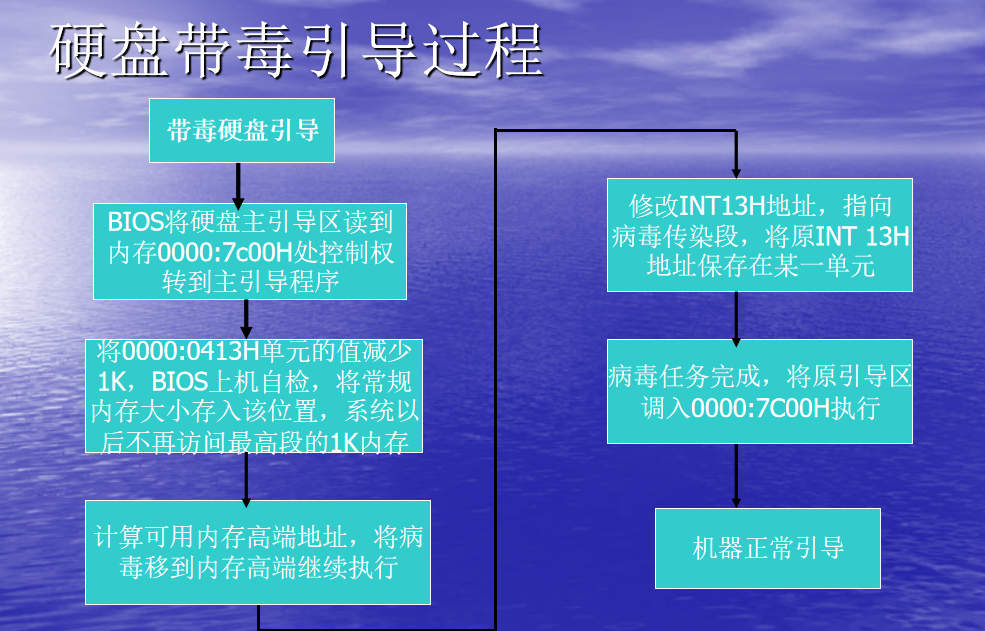 硬盘带毒引导过程
带毒硬盘引导
BIOS将硬盘主引导区读到
内存0000:7c00H处控制权
转到主引导程序
将0000:0413H单元的值减少
1K，BIOS上机自检，将常规
内存大小存入该位置，系统以
后不再访问最高段的1K内存
计算可用内存高端地址，将病
毒移到内存高端继续执行
修改INT13H地址，指向
病毒传染段，将原INT 13H
地址保存在某一单元
病毒任务完成，将原引导区
调入0000:7C00H执行
机器正常引导